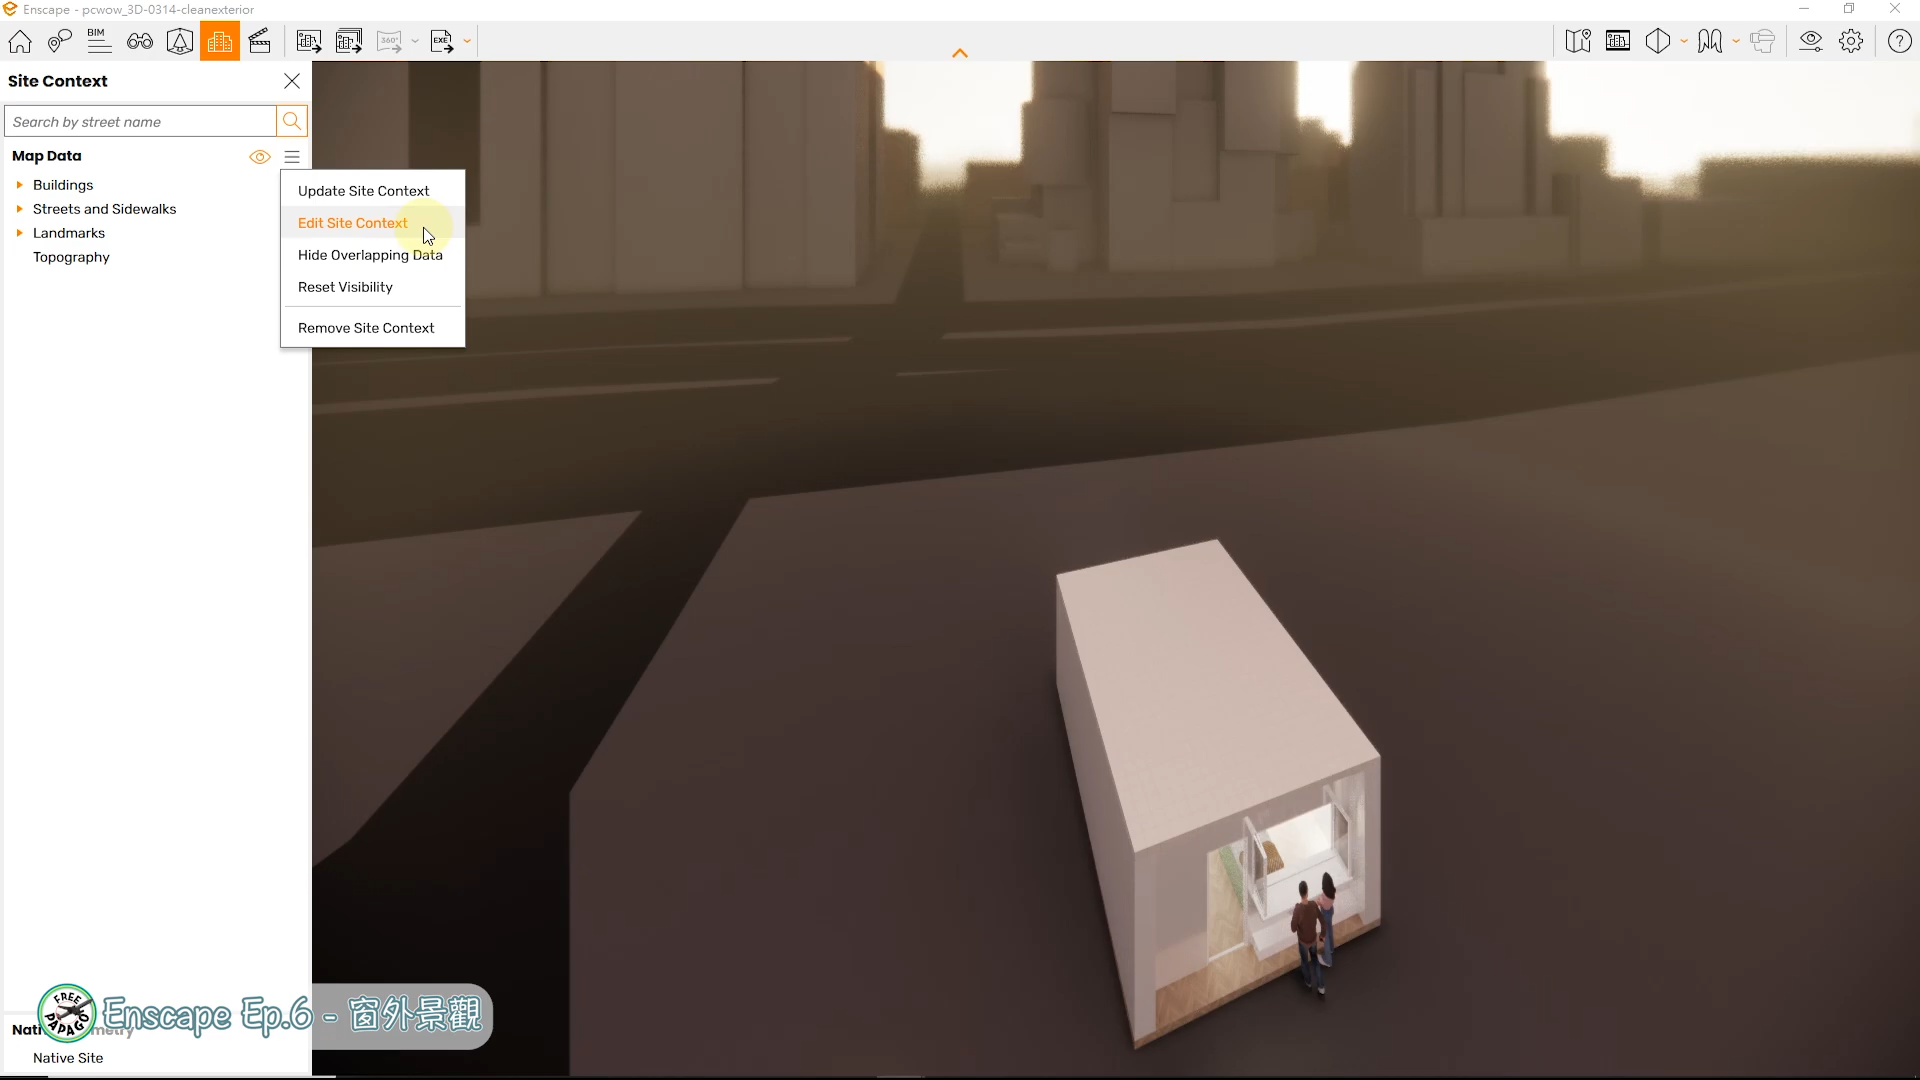 Enscape - pcwow_3D-0314-cleanexterior
BIM
360°
EXE
Site Context
Search by street name
Map Data
Buildings
Streets and Sidewalks
Landmarks
Topography
Update Site Context
Edit Site Context
Hide Overlapping Data
Reset Visibility
Remove Site Context
FREE PAPAGO
Enscape Ep.6 - 窗外景觀
Native Site